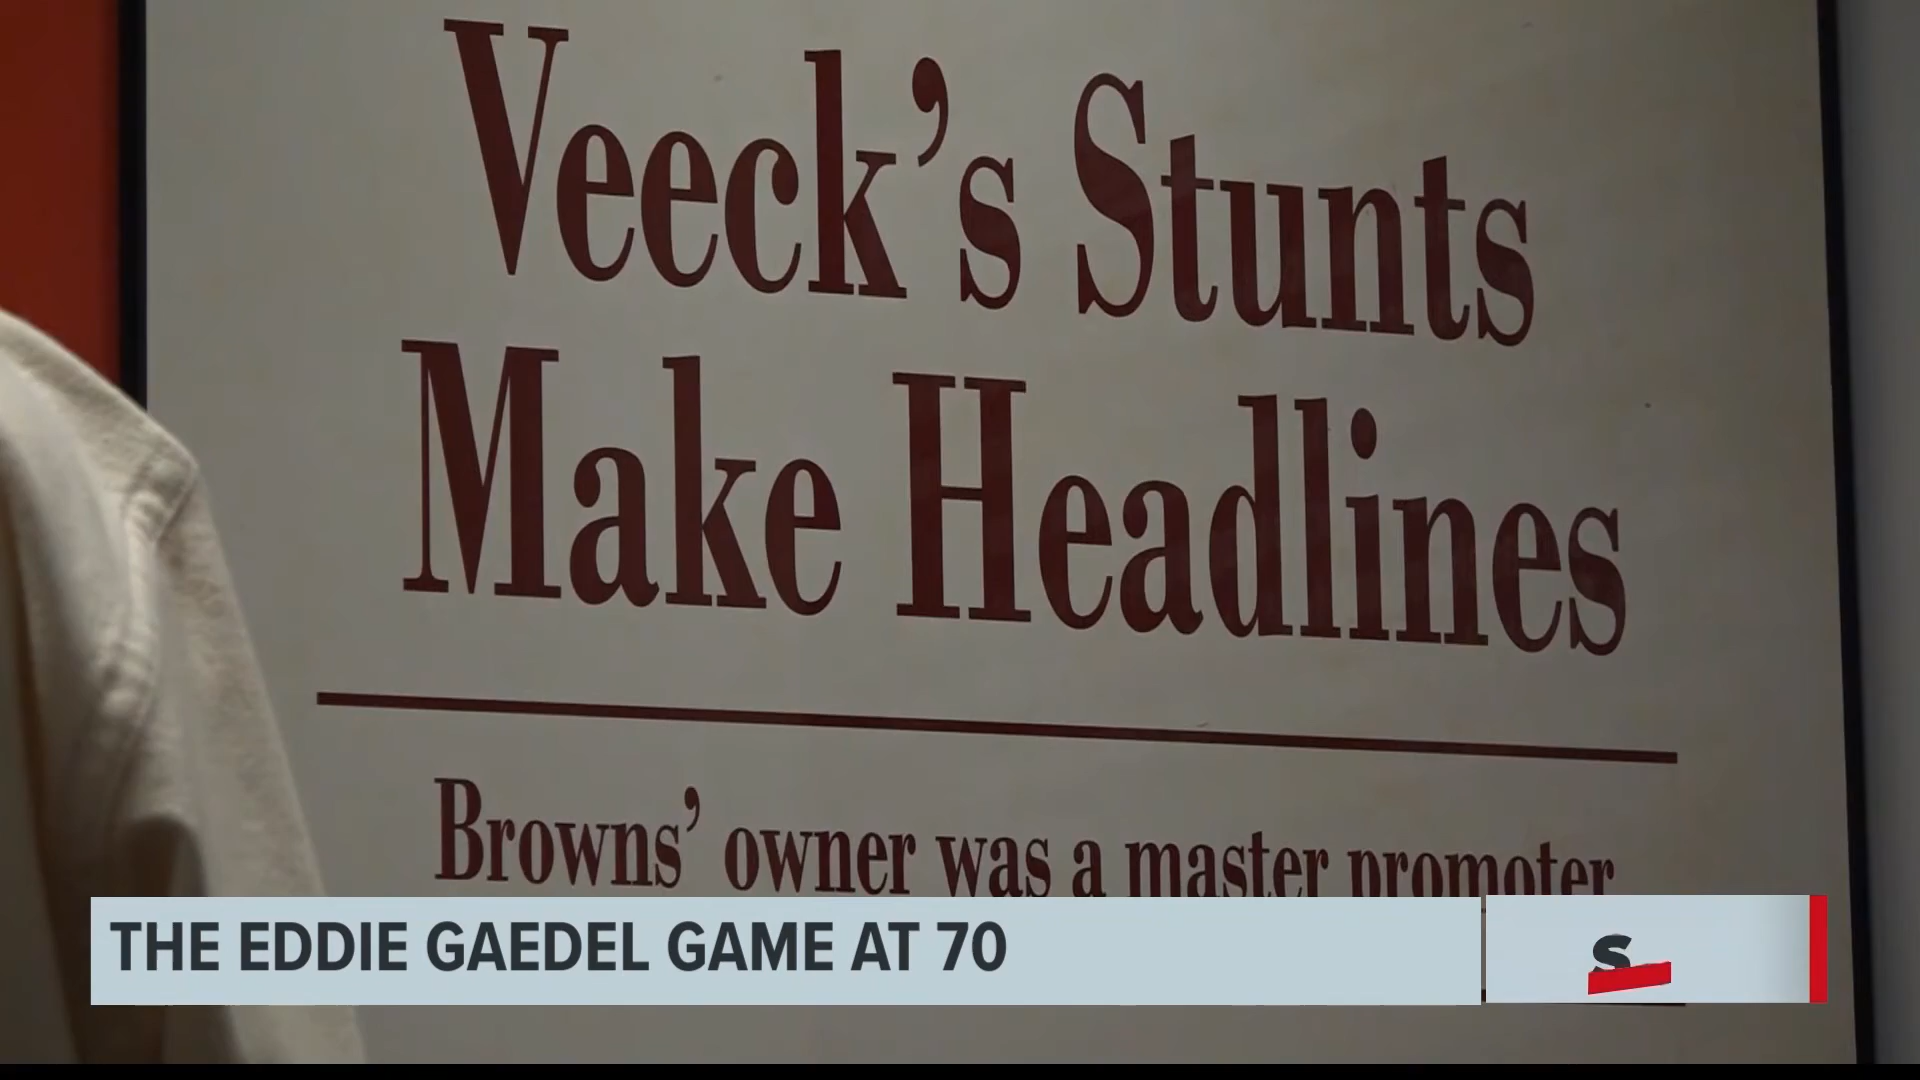 Veeck's Stunts
Make Headlines
Browns' owner was a master promoter
THE EDDIE GAEDEL GAME AT 70
S